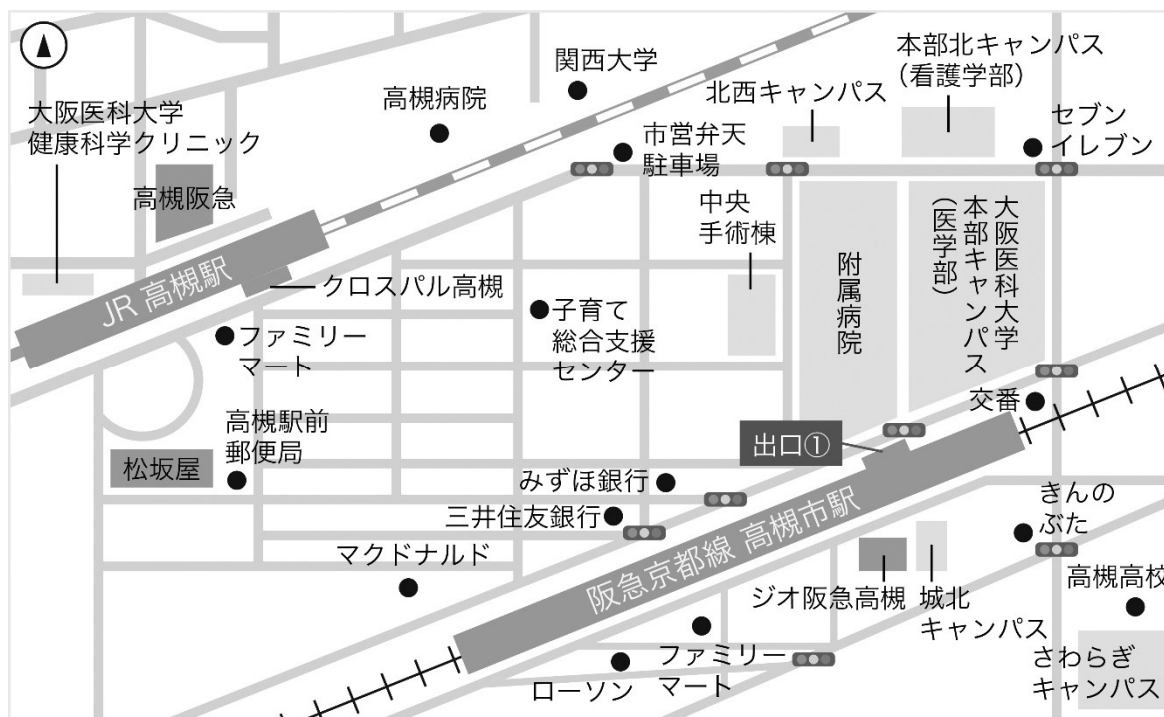 関西大学
高槻病院
大阪医科大学
健康科学クリニック
高槻阪急
JR 高槻駅
クロスパル高槻
市営弁天
駐車場
北西キャンパス
本部北キャンパス
(看護学部)
セブン
イレブン
中央
手術棟
附属病院
大阪医科大学
本部キャンパス
(医学部)
ファミリー
マート
子育て
総合支援
センター
高槻駅前
郵便局
松坂屋
みずほ銀行
三井住友銀行
マクドナルド
出口①
交番
阪急京都線 高槻市駅
きんの
ぶた
ジオ阪急高槻
城北
キャンパス
高槻高校
さわらぎ
キャンパス
ファミリー
マート
ローソン